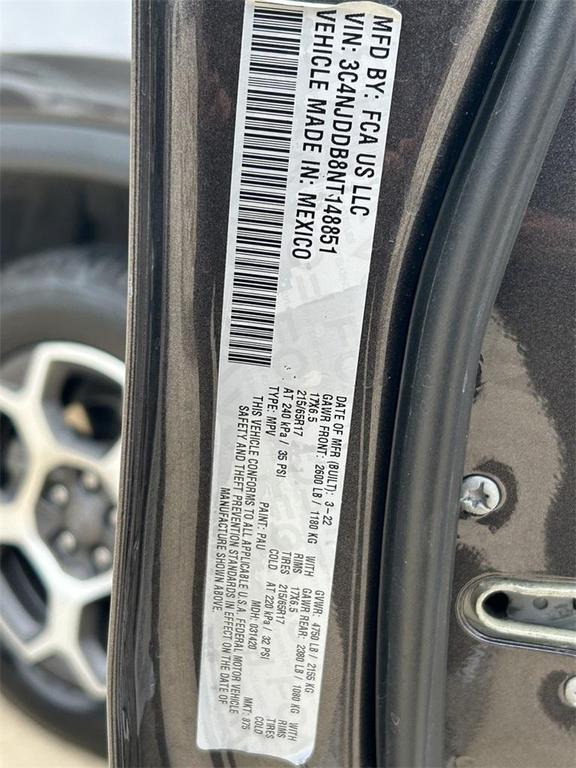 MFD BY: FCA US LLC
VIN: 3C4NJDDB8NT148851
VEHICLE MADE IN: MEXICO
DATE OF MFR (BUILT): 3-22 GVWR: 4750 LB / 2155 KG
GAWR FRONT: 2600 LB / 1180 KG WITH GAWR REAR: 2380 LB / 1080 KG WITH
17X6.5 RIMS 17X6.5 RIMS
215/65R17 TIRES 215/65R17 TIRES
AT 240 kPa / 35 PSI COLD AT 220 kPa / 32 PSI COLD
TYPE: MPV PAINT: PAU MDH: 031420 MKT: 875
THIS VEHICLE CONFORMS TO ALL APPLICABLE U.S.A. FEDERAL MOTOR VEHICLE
SAFETY AND THEFT PREVENTION STANDARDS IN EFFECT ON THE DATE OF
MANUFACTURE SHOWN ABOVE.